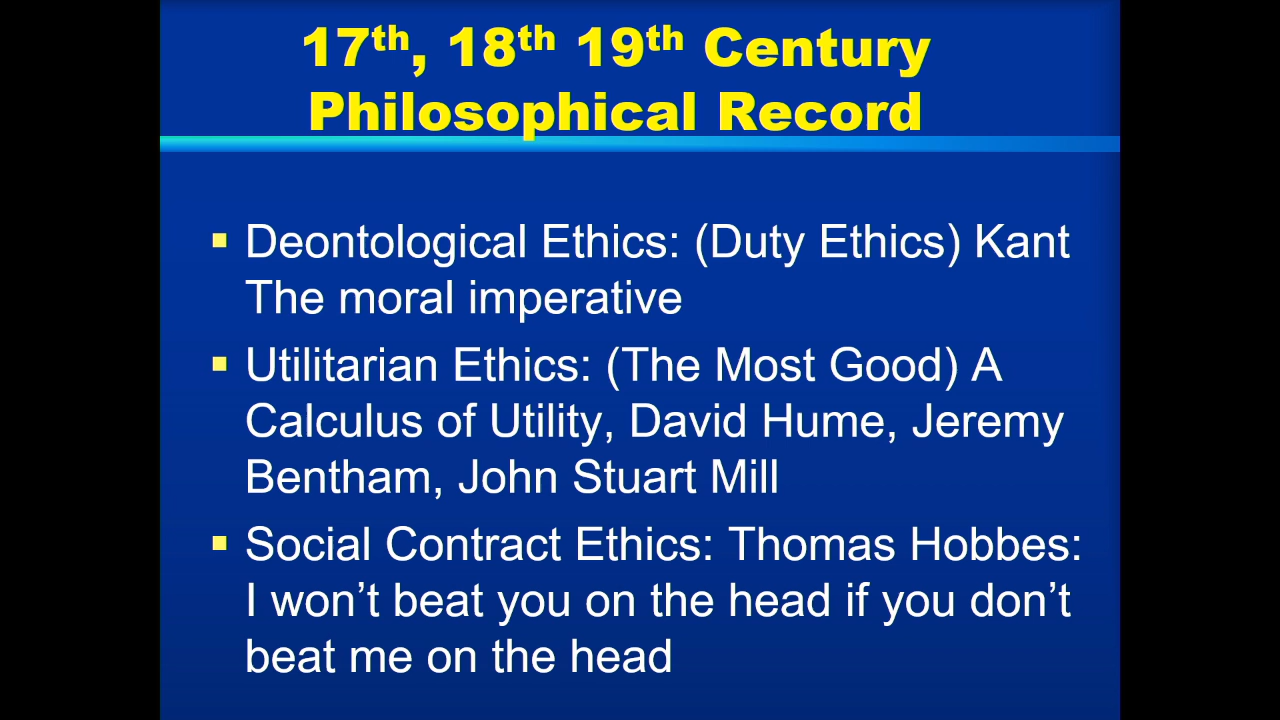 17th, 18th 19th Century
Philosophical Record
▪ Deontological Ethics: (Duty Ethics) Kant
The moral imperative
▪ Utilitarian Ethics: (The Most Good) A
Calculus of Utility, David Hume, Jeremy
Bentham, John Stuart Mill
▪ Social Contract Ethics: Thomas Hobbes:
I won’t beat you on the head if you don’t
beat me on the head